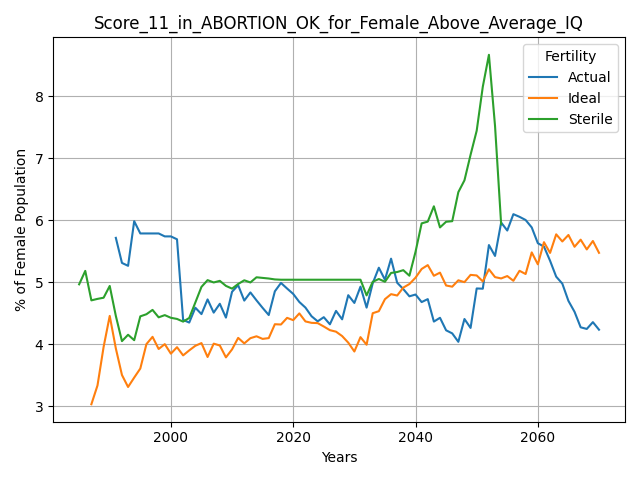 Score_11_in_ABORTION_OK_for_Female_Above_Average_IQ
Fertility
Actual
Ideal
Sterile
% of Female Population
8
7
6
5
4
3
2000
2020
2040
2060
Years